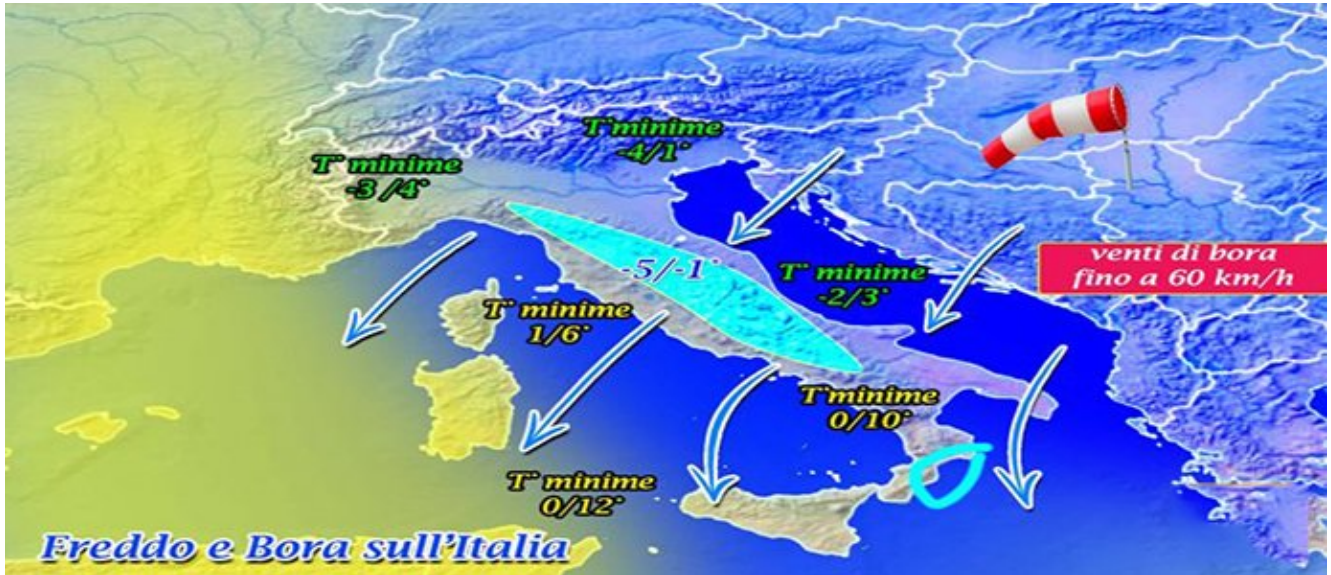 T° minime
-4/1°
T° minime
-3 /4°
venti di bora
fino a 60 km/h
-5/-1°
T° minime
-2/3°
T° minime
1/6°
T° minime
0/10°
T° minime
0/12°
Freddo e Bora sull'Italia